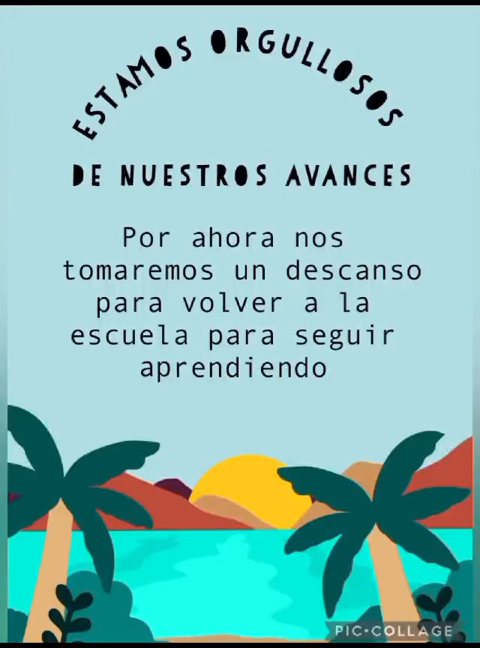 ESTAMOS ORGULLOSOS
DE NUESTROS AVANCES
Por ahora nos
tomaremos un descanso
para volver a la
escuela para seguir
aprendiendo
PIC•COLLAGE